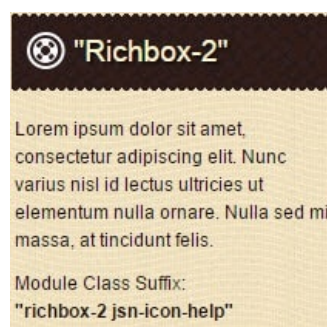 "Richbox-2"
Lorem ipsum dolor sit amet,
consectetur adipiscing elit. Nunc
varius nisl id lectus ultricies ut
elementum nulla ornare. Nulla sed mi
massa, at tincidunt felis.
Module Class Suffix:
"richbox-2 jsn-icon-help"